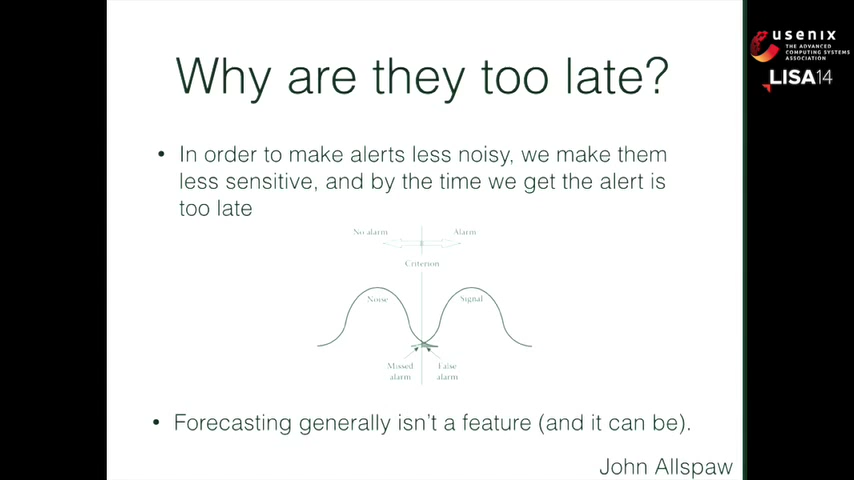 usenix
THE ADVANCED
COMPUTING SYSTEMS
ASSOCIATION
LISA14
Why are they too late?
• In order to make alerts less noisy, we make them
less sensitive, and by the time we get the alert is
too late
No alarm Alarm
Criterion
Noise Signal
Missed False
alarm alarm
• Forecasting generally isn't a feature (and it can be).
John Allspaw